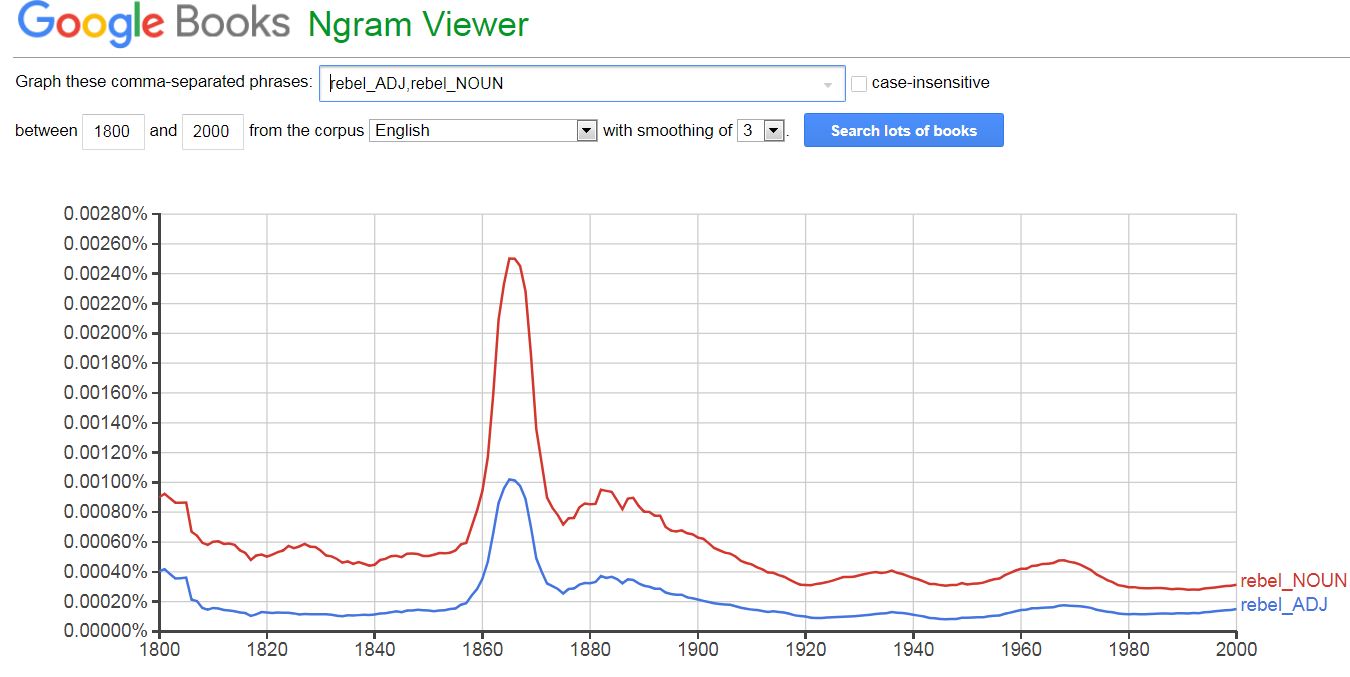 Google Books Ngram Viewer
Graph these comma-separated phrases: rebel_ADJ,rebel_NOUN case-insensitive
between 1800 and 2000 from the corpus English with smoothing of 3 . Search lots of books
0.00280%
0.00260%
0.00240%
0.00220%
0.00200%
0.00180%
0.00160%
0.00140%
0.00120%
0.00100%
0.00080%
0.00060%
0.00040%
0.00020%
0.00000%
rebel_NOUN
rebel_ADJ
1800 1820 1840 1860 1880 1900 1920 1940 1960 1980 2000